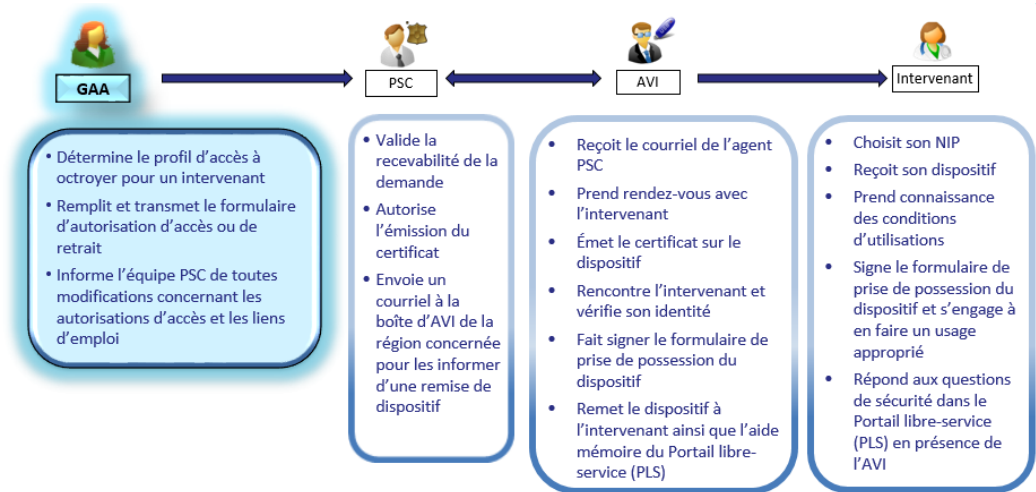 GAA
PSC
AVI
Intervenant
• Détermine le profil d'accès à
octroyer pour un intervenant
• Remplit et transmet le formulaire
d'autorisation d'accès ou de
retrait
• Informe l'équipe PSC de toutes
modifications concernant les
autorisations d'accès et les liens
d'emploi
• Valide la
recevabilité de la
demande
• Autorise
l'émission du
certificat
• Envoie un
courriel à la
boîte d'AVI de la
région concernée
pour les informer
d'une remise de
dispositif
• Reçoit le courriel de l'agent
PSC
• Prend rendez-vous avec
l'intervenant
• Émet le certificat sur le
dispositif
• Rencontre l'intervenant et
vérifie son identité
• Fait signer le formulaire de
prise de possession du
dispositif
• Remet le dispositif à
l'intervenant ainsi que l'aide
mémoire du Portail libre-
service (PLS)
• Choisit son NIP
• Reçoit son dispositif
• Prend connaissance
des conditions
d'utilisations
• Signe le formulaire de
prise de possession du
dispositif et s'engage à
en faire un usage
approprié
• Répond aux questions
de sécurité dans le
Portail libre-service
(PLS) en présence de
l'AVI